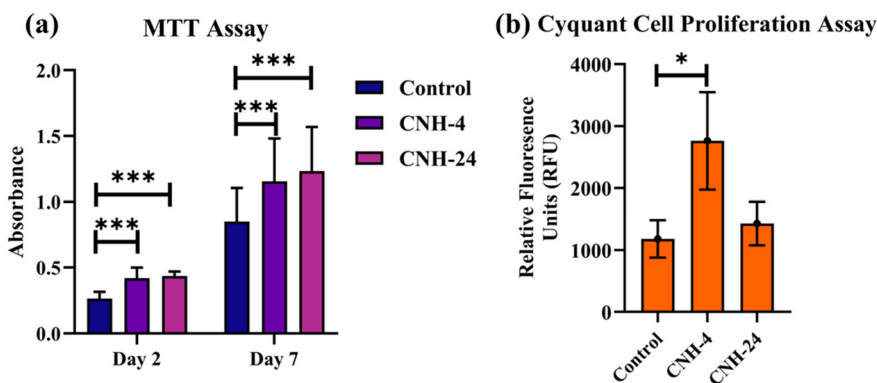 (a)
MTT Assay
Absorbance
2.0
1.5
1.0
0.5
0.0
***
***
***
***
Day 2
Day 7
Control
CNH-4
CNH-24
(b) Cyquant Cell Proliferation Assay
Relative Fluoresence
Units (RFU)
4000
3000
2000
1000
0
*
Control
CNH-4
CNH-24